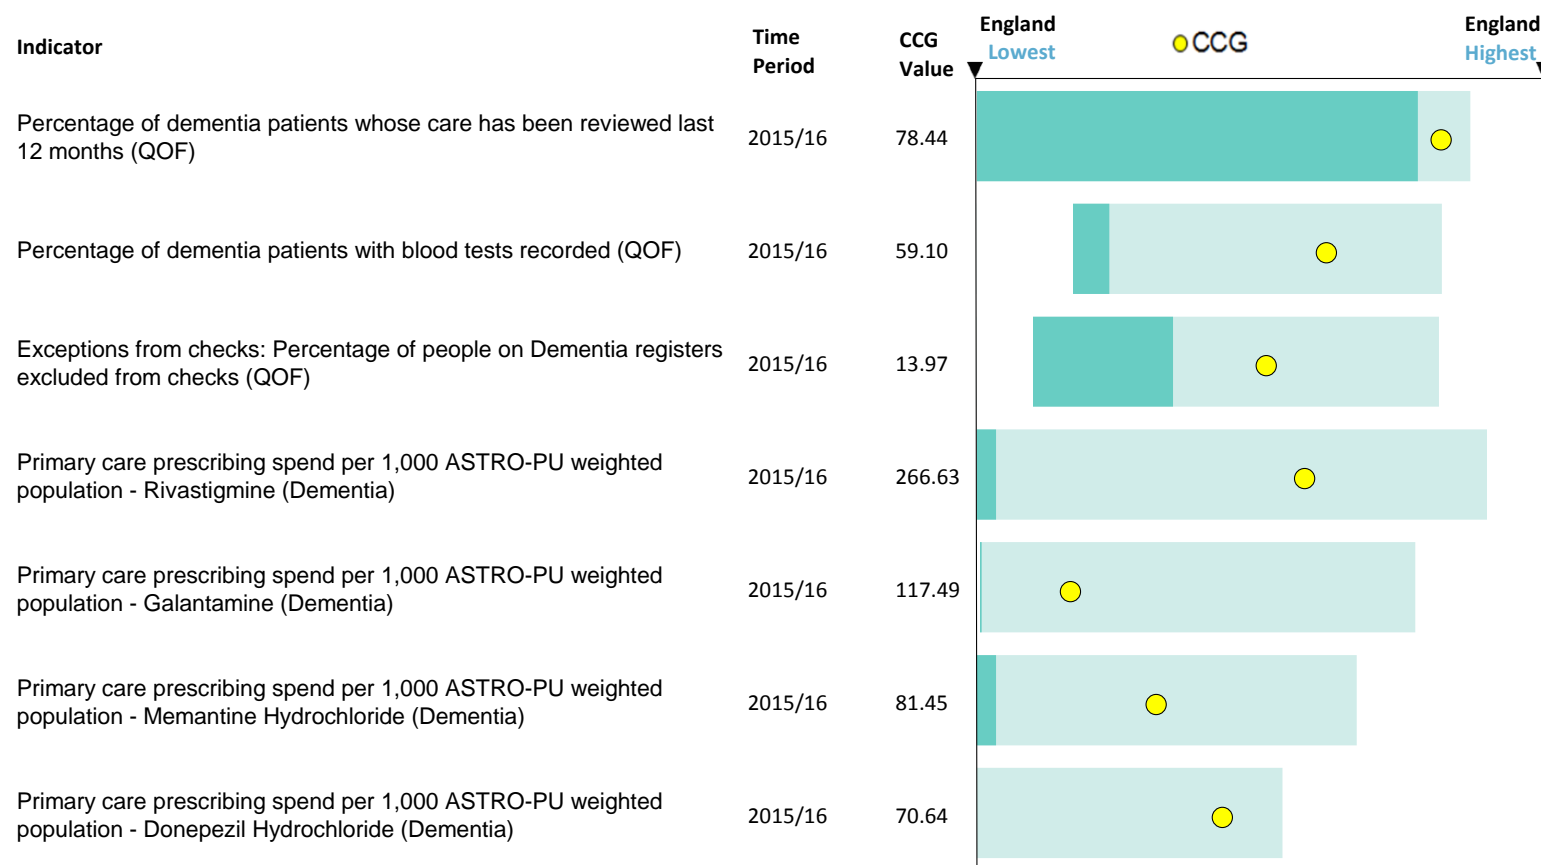 Indicator
Time
Period
CCG
Value
England
Lowest
CCG
England
Highest
Percentage of dementia patients whose care has been reviewed last
12 months (QOF)
2015/16
78.44
Percentage of dementia patients with blood tests recorded (QOF)
2015/16
59.10
Exceptions from checks: Percentage of people on Dementia registers
excluded from checks (QOF)
2015/16
13.97
Primary care prescribing spend per 1,000 ASTRO-PU weighted
population - Rivastigmine (Dementia)
2015/16
266.63
Primary care prescribing spend per 1,000 ASTRO-PU weighted
population - Galantamine (Dementia)
2015/16
117.49
Primary care prescribing spend per 1,000 ASTRO-PU weighted
population - Memantine Hydrochloride (Dementia)
2015/16
81.45
Primary care prescribing spend per 1,000 ASTRO-PU weighted
population - Donepezil Hydrochloride (Dementia)
2015/16
70.64